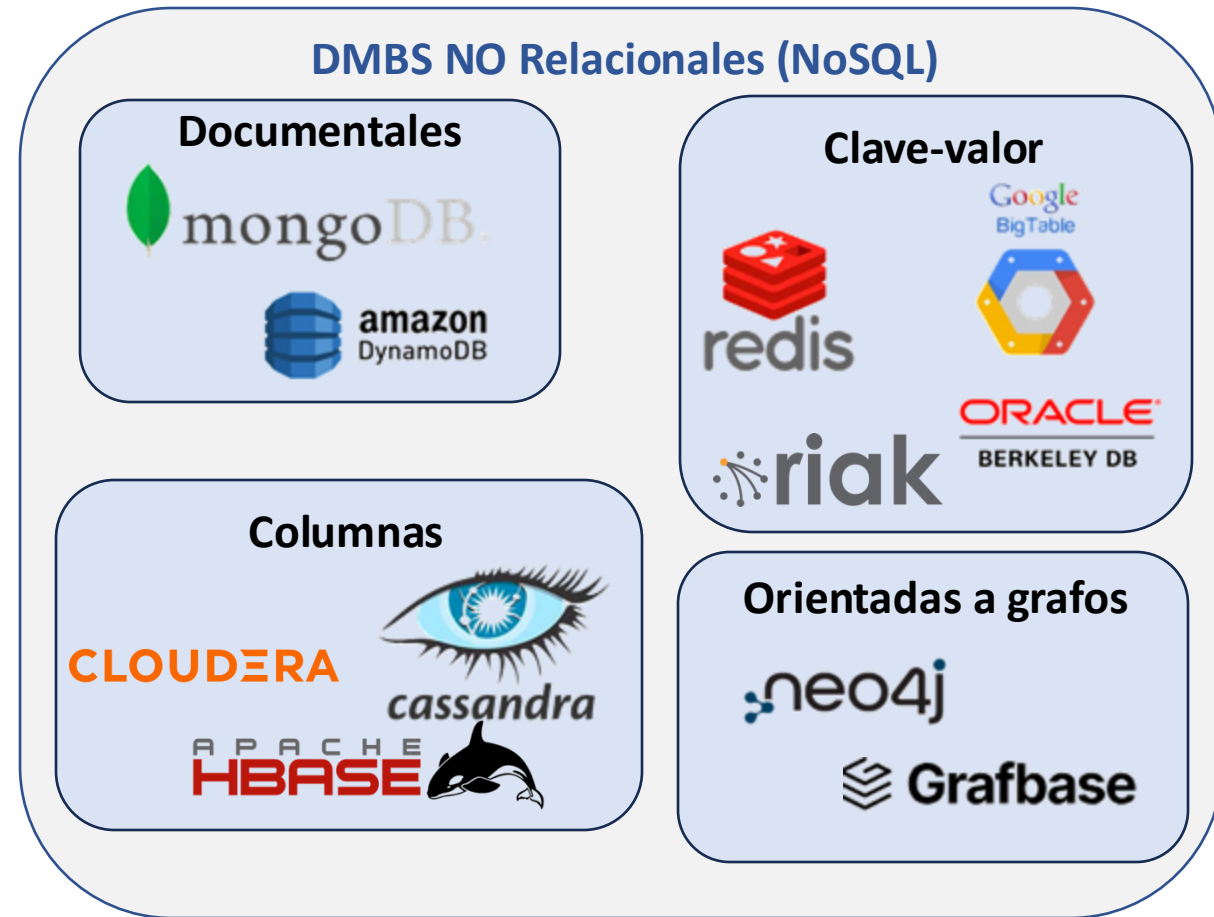 DMBS NO Relacionales (NoSQL)
Documentales
mongoDB.
amazon
DynamoDB
Clave-valor
Google
BigTable
redis
ORACLE
BERKELEY DB
riak
Columnas
CLOUDERA
cassandra
APACHE
HBASE
Orientadas a grafos
neo4j
Grafbase